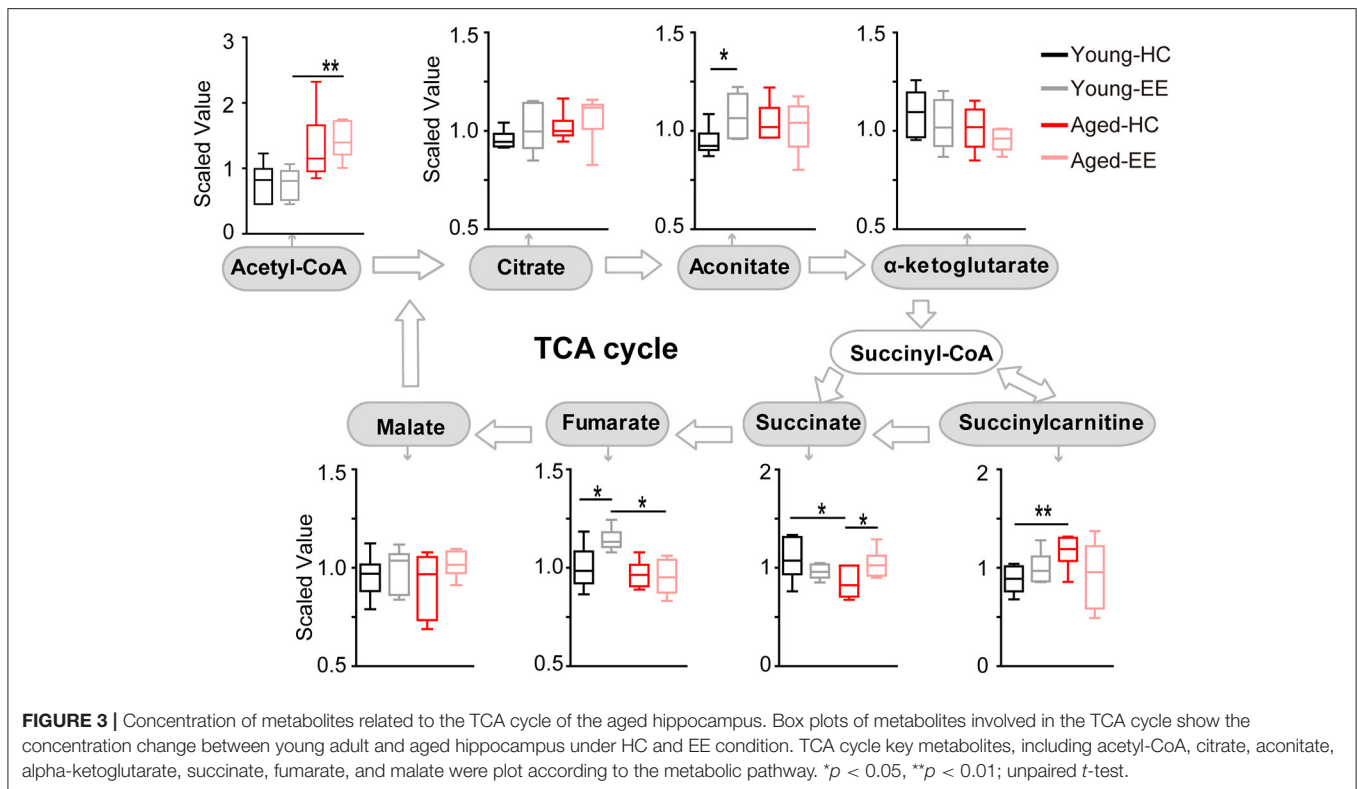 3
2
1
0
Scaled Value
**
1.5
1.0
0.5
Scaled Value
1.5
1.0
0.5
*
1.5
1.0
0.5
Young-HC
Young-EE
Aged-HC
Aged-EE
Acetyl-CoA
Citrate
Aconitate
α-ketoglutarate
TCA cycle
Succinyl-CoA
Malate
Fumarate
Succinate
Succinylcarnitine
1.5
1.0
0.5
Scaled Value
1.5
1.0
0.5
*
*
2
1
0
*
*
2
1
0
**
FIGURE 3 | Concentration of metabolites related to the TCA cycle of the aged hippocampus. Box plots of metabolites involved in the TCA cycle show the
concentration change between young adult and aged hippocampus under HC and EE condition. TCA cycle key metabolites, including acetyl-CoA, citrate, aconitate,
alpha-ketoglutarate, succinate, fumarate, and malate were plot according to the metabolic pathway. *p < 0.05, **p < 0.01; unpaired t-test.